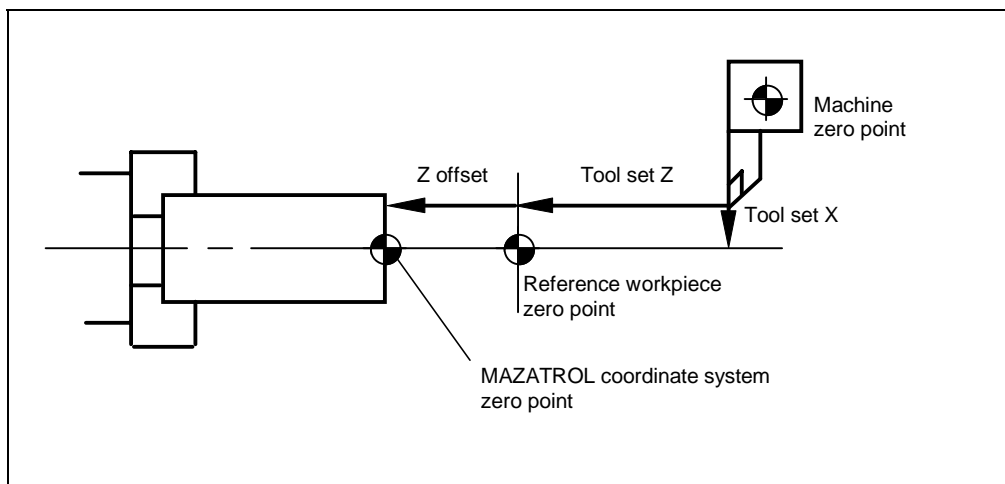 Machine
zero point
Z offset
Tool set Z
Tool set X
Reference workpiece
zero point
MAZATROL coordinate system
zero point